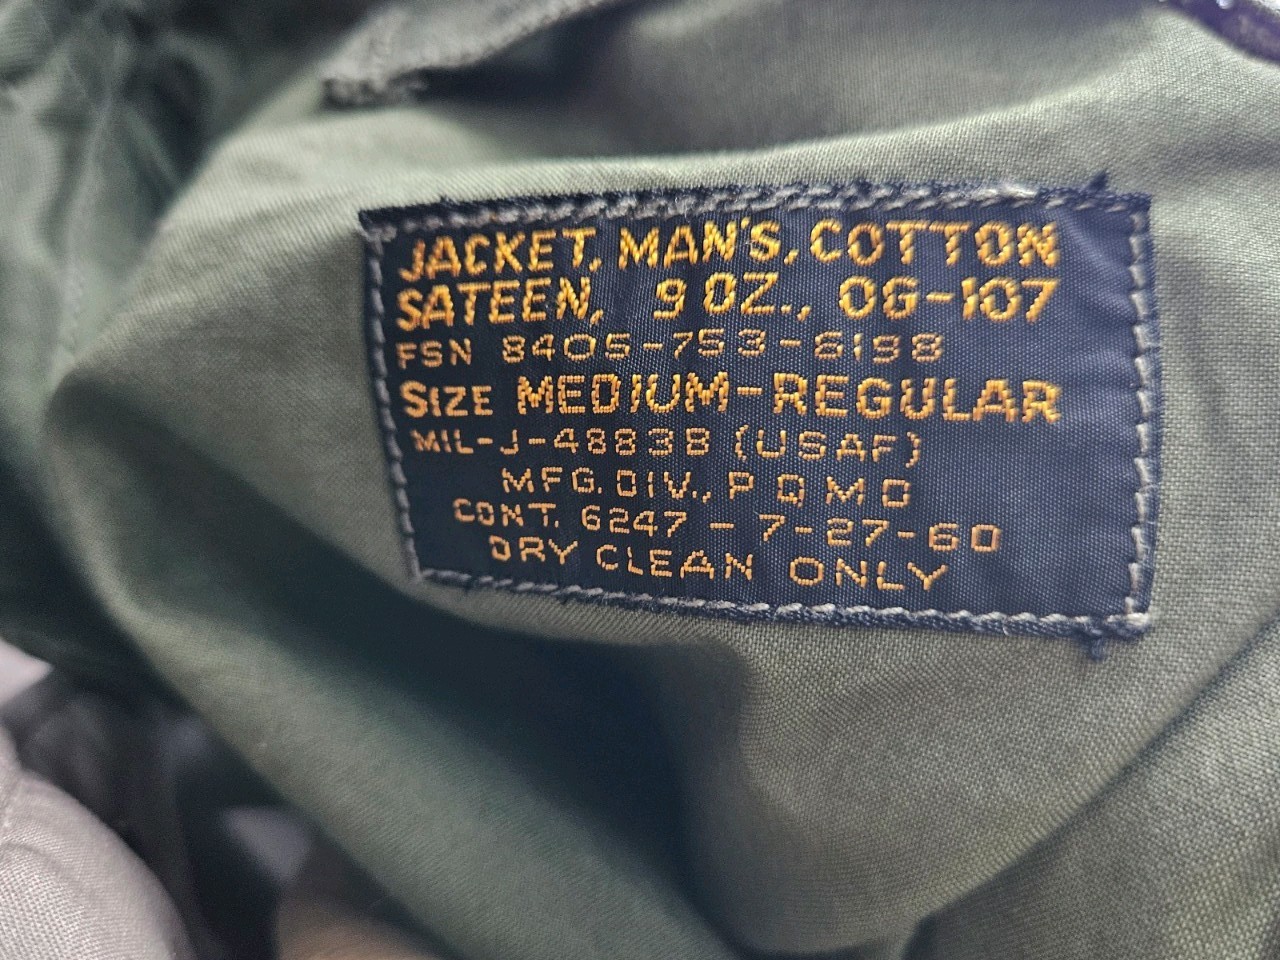 JACKET, MAN'S, COTTON
SATEEN, 9 OZ., OG-107
FSN 8405-753-6198
SIZE MEDIUM-REGULAR
MIL-J-48838 (USAF)
MFG. DIV., P Q M D
CONT. 6247 - 7-27-60
DRY CLEAN ONLY